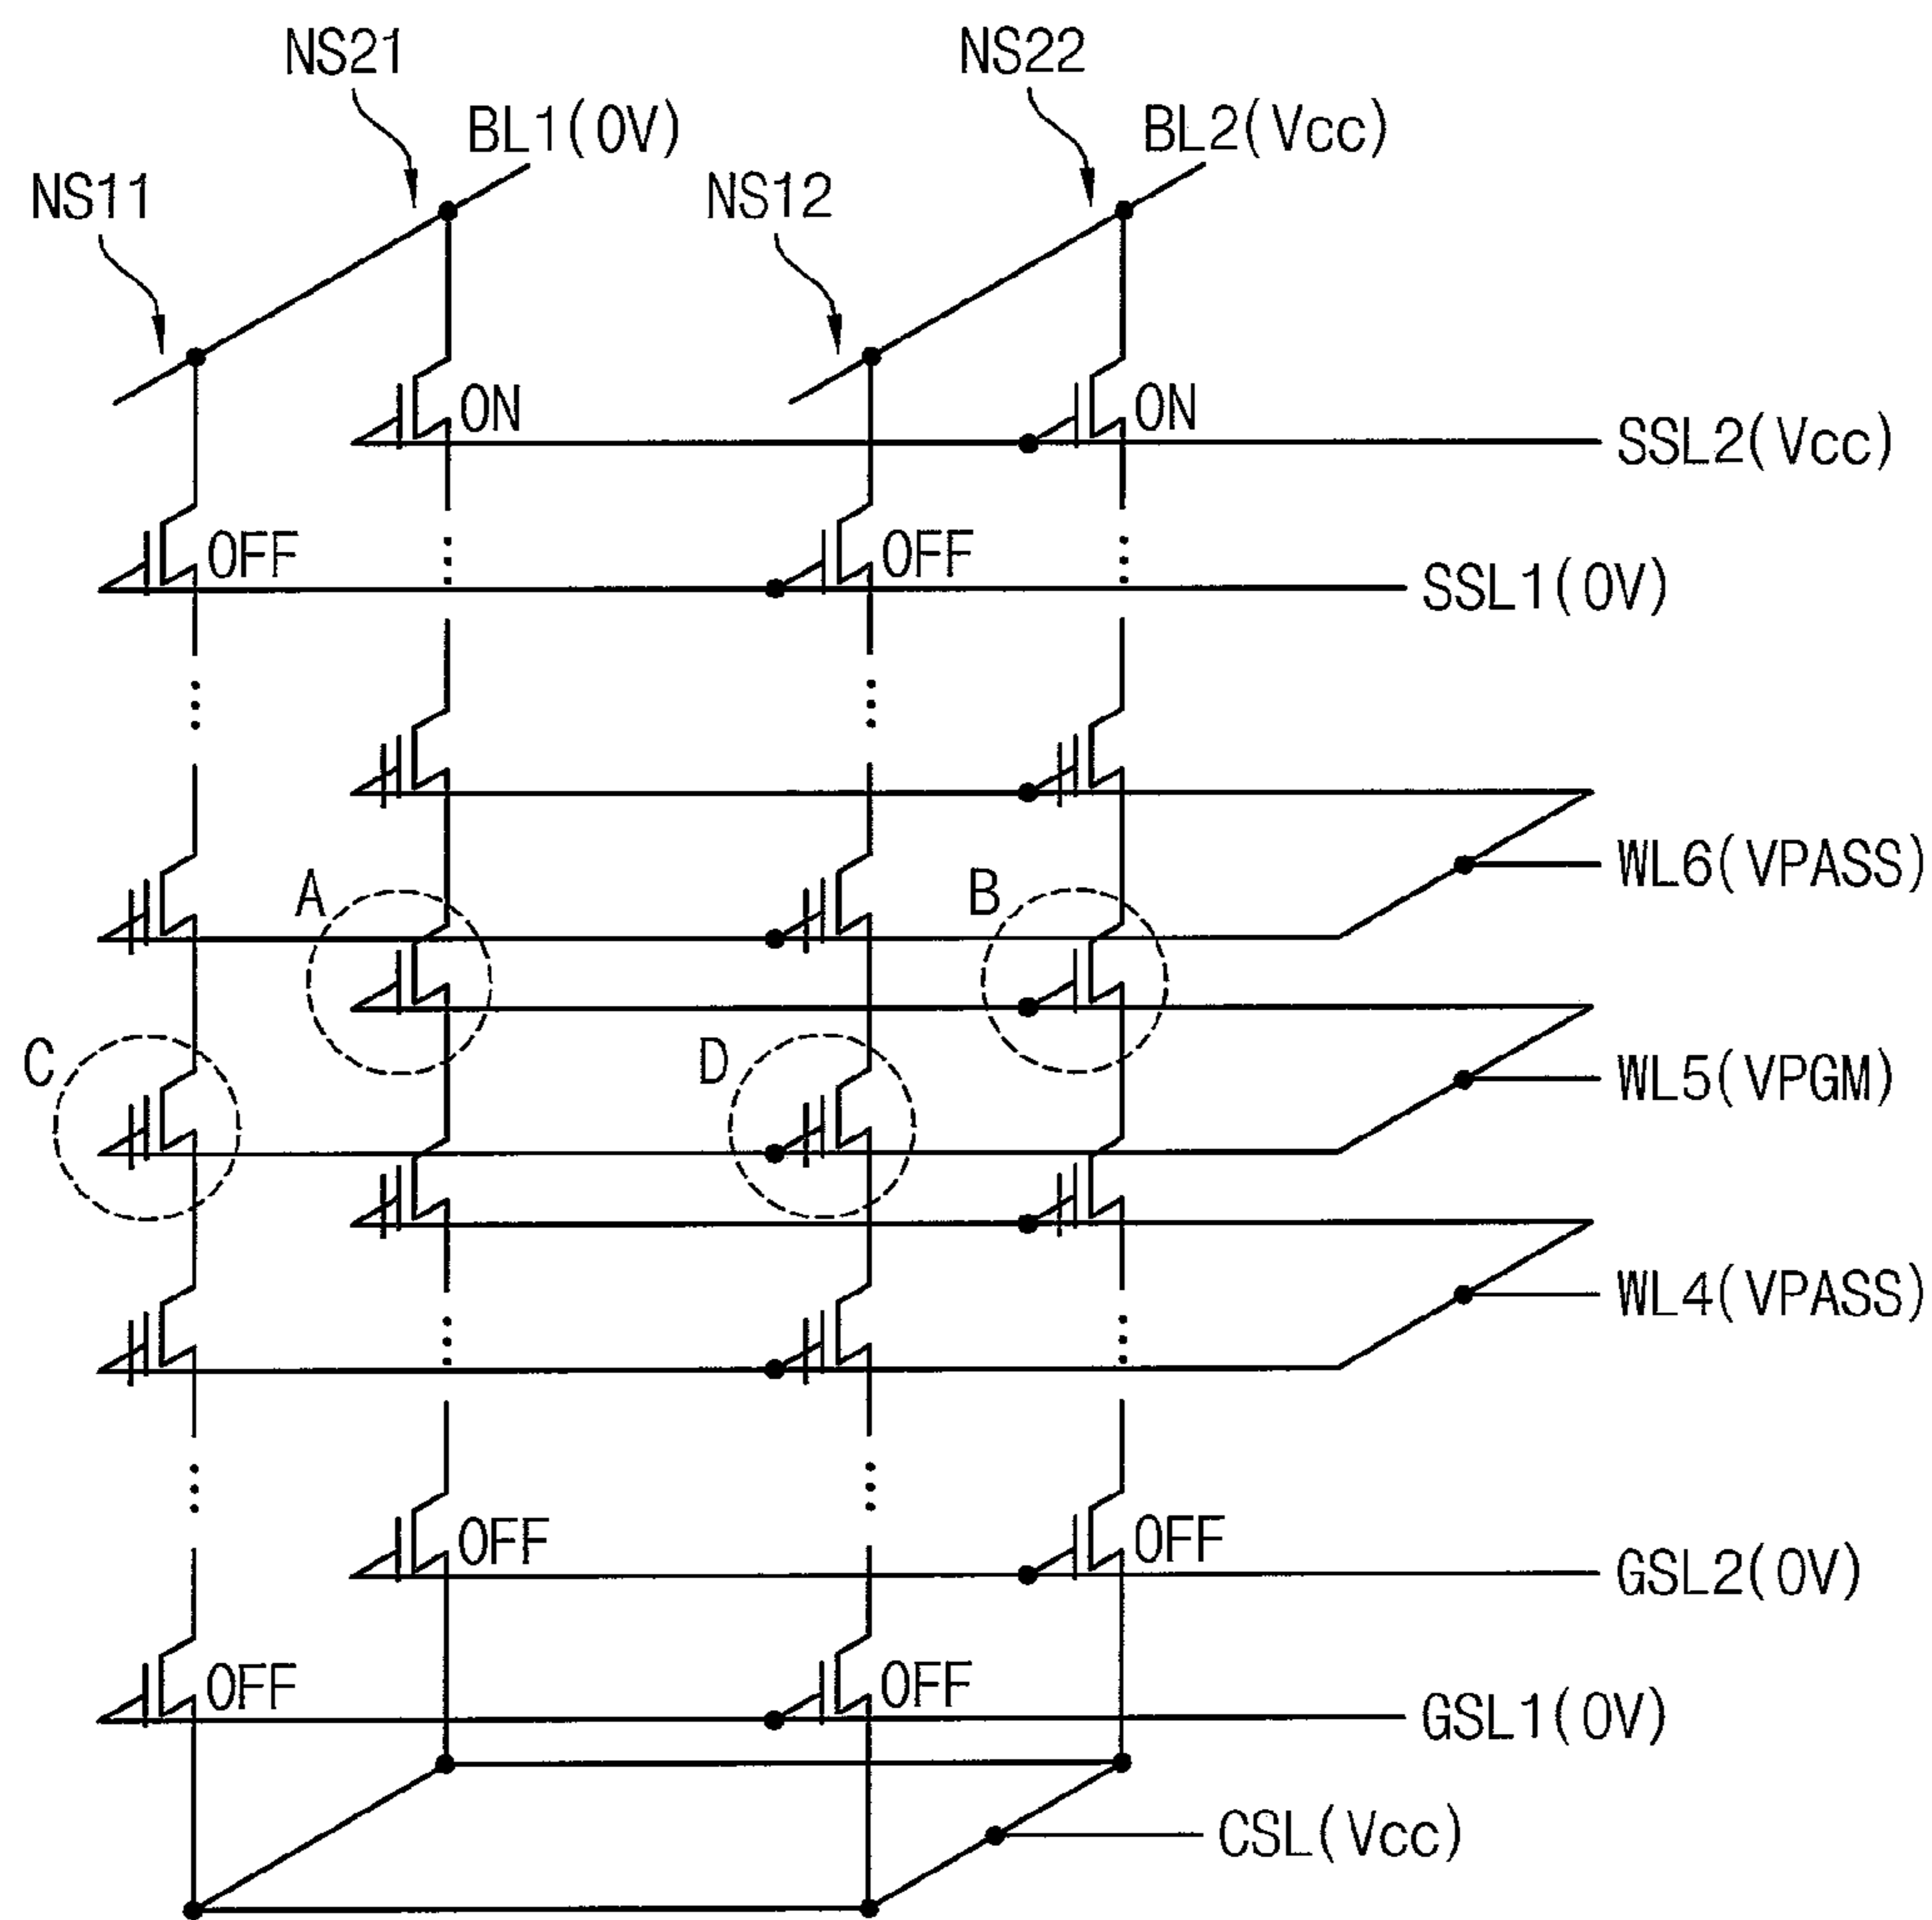 NS21
NS22
BL1(0V)
BL2(Vcc)
NS11
NS12
ON
ON
SSL2(Vcc)
OFF
OFF
SSL1(0V)
WL6(VPASS)
A
B
C
D
WL5(VPGM)
WL4(VPASS)
OFF
OFF
GSL2(0V)
OFF
OFF
GSL1(0V)
CSL(Vcc)